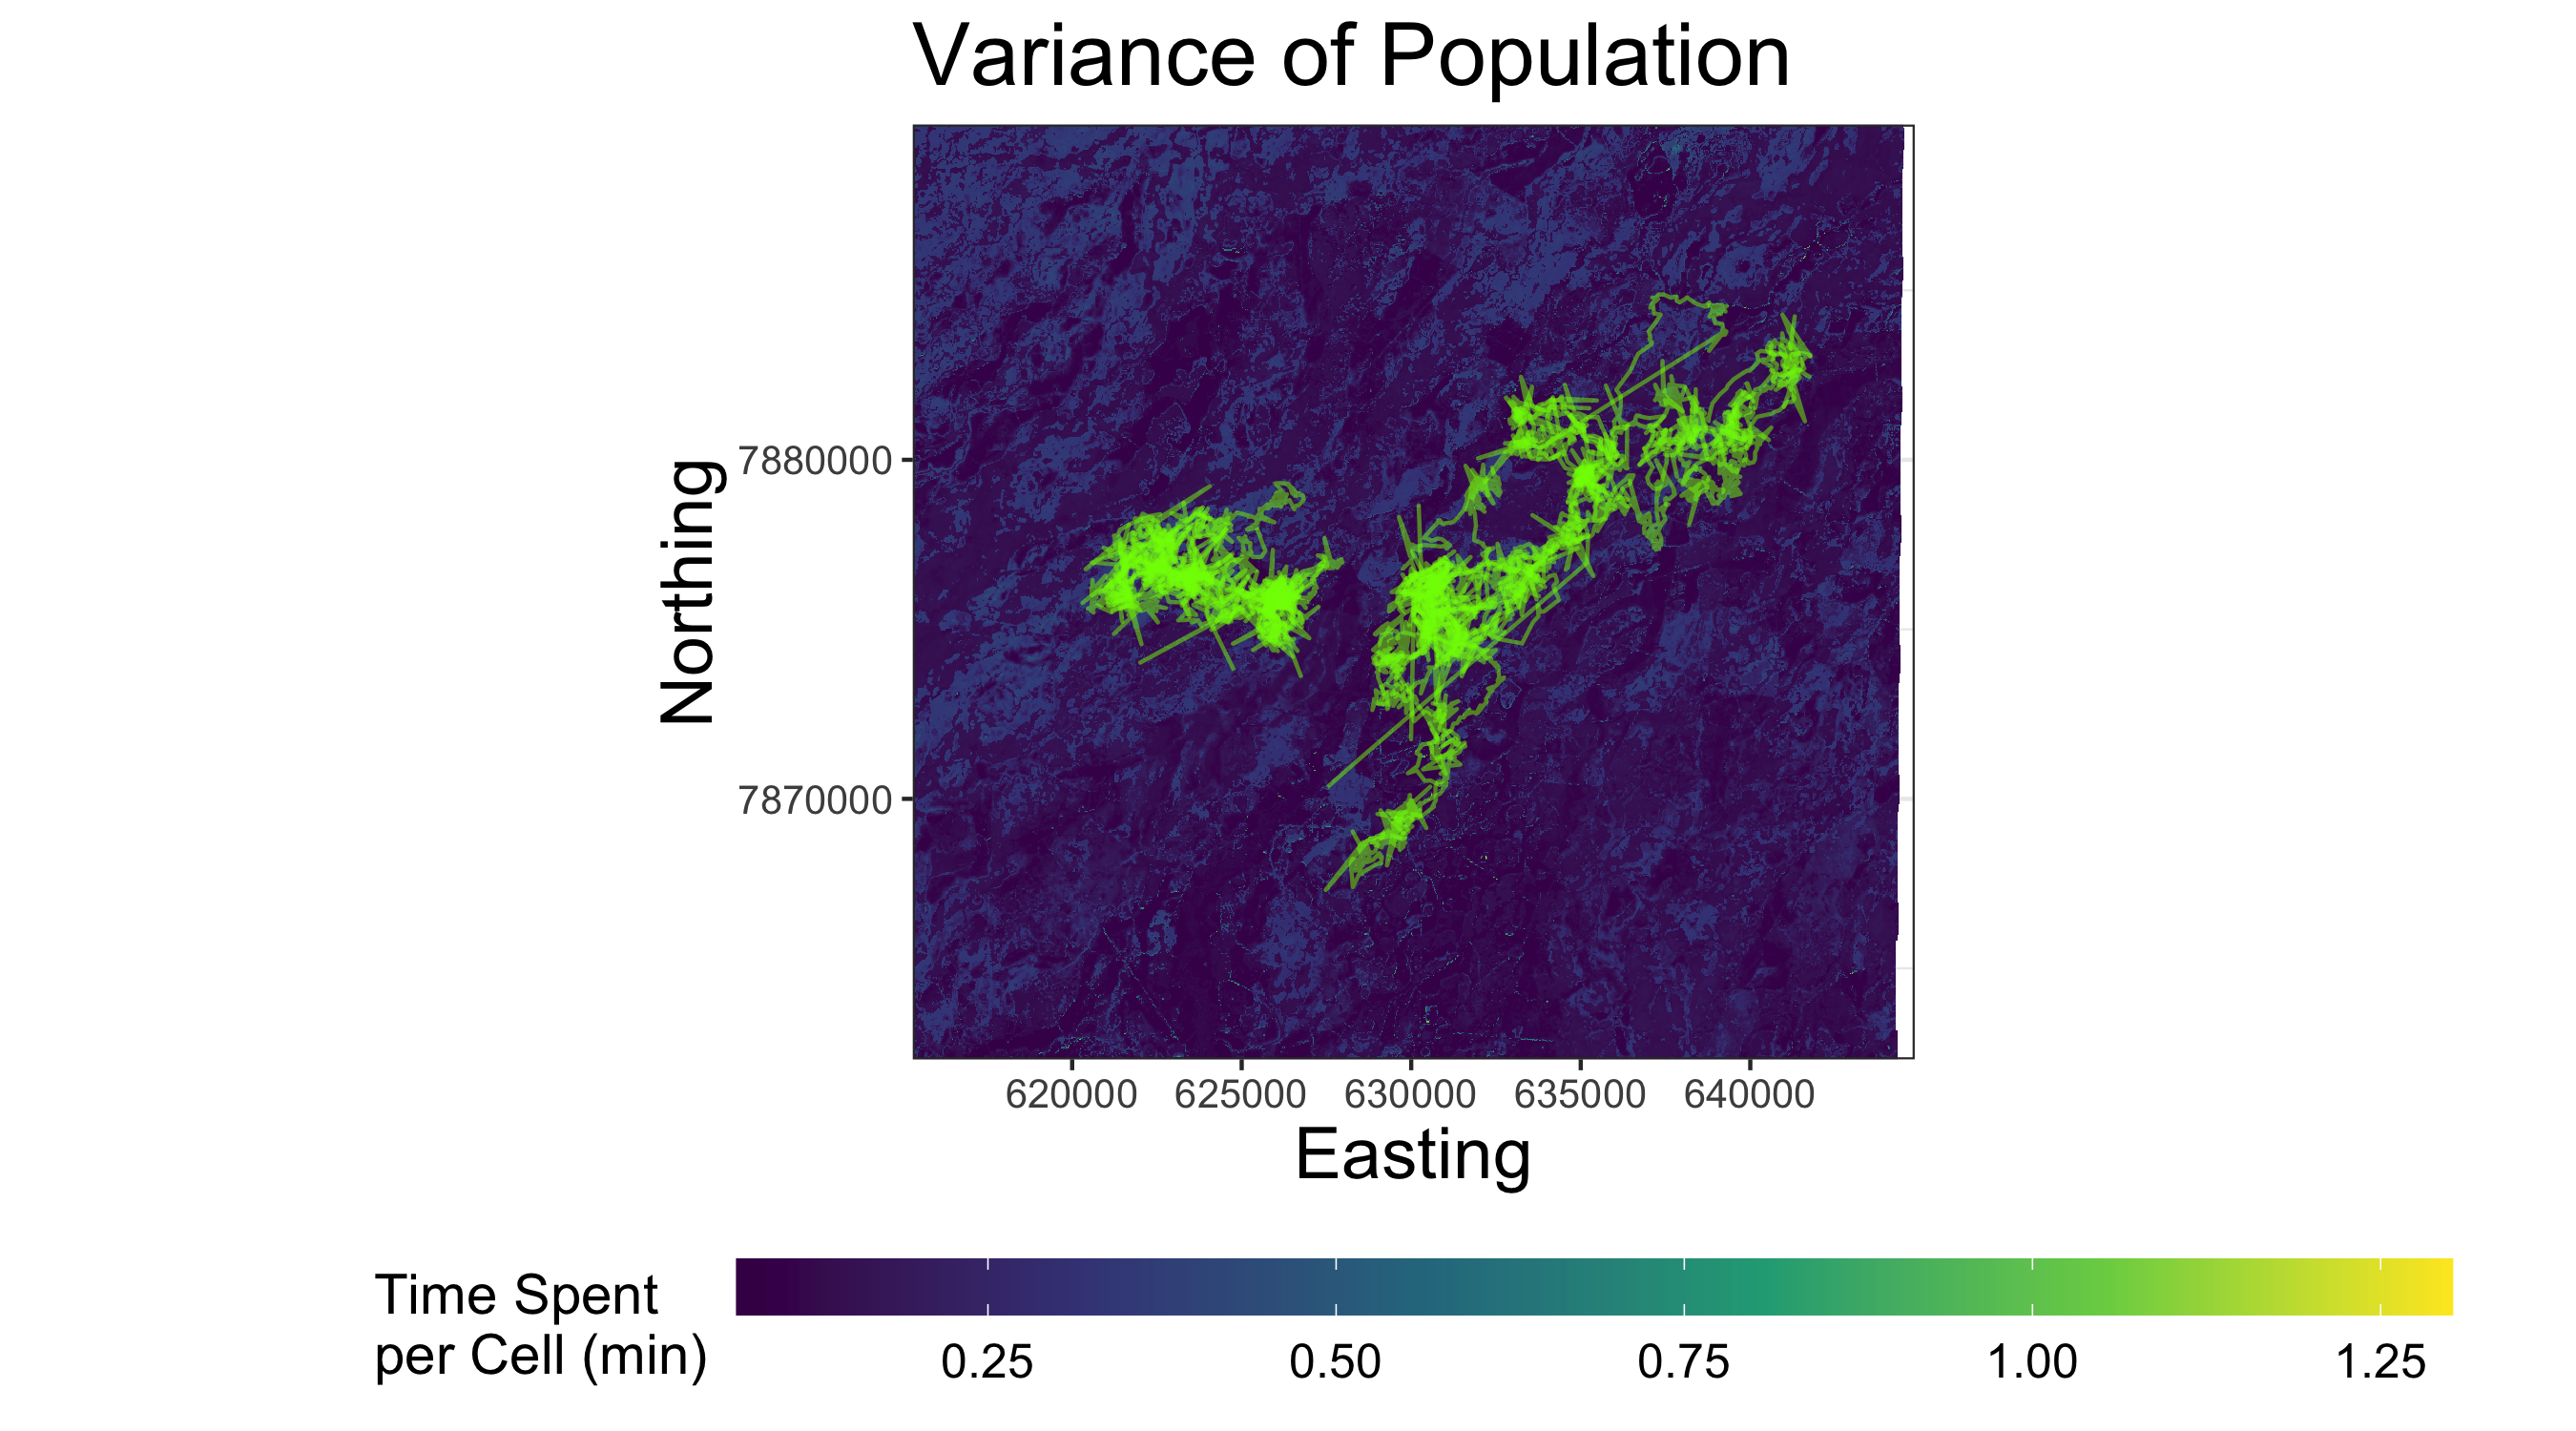 Variance of Population
Northing
7880000
7870000
620000 625000 630000 635000 640000
Easting
Time Spent
per Cell (min)
0.25 0.50 0.75 1.00 1.25